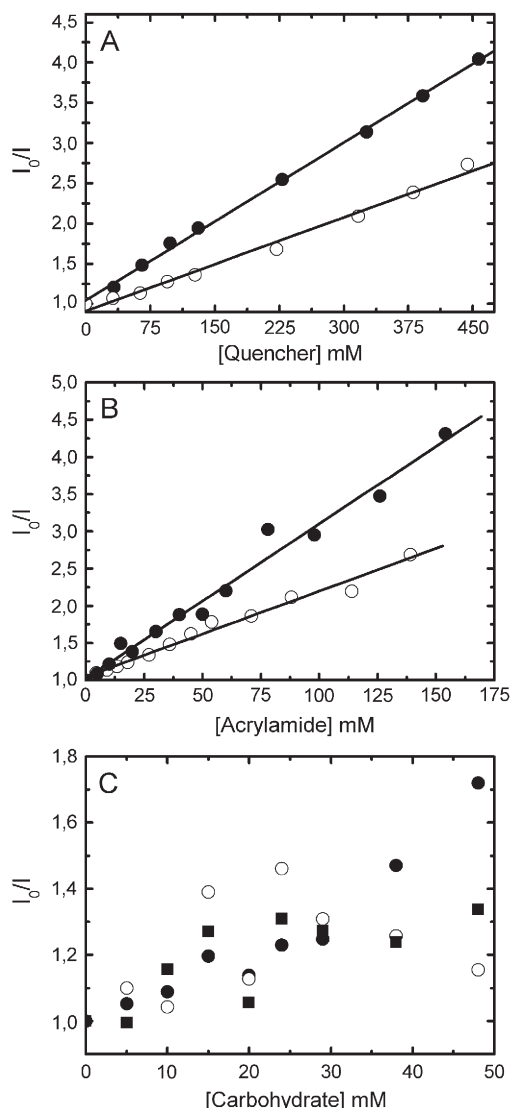 A
4,5
4,0
3,5
3,0
2,5
2,0
1,5
1,0
I0/I
0 75 150 225 300 375 450
[Quencher] mM
B
5,0
4,5
4,0
3,5
3,0
2,5
2,0
1,5
1,0
I0/I
0 25 50 75 100 125 150 175
[Acrylamide] mM
C
1,8
1,6
1,4
1,2
1,0
I0/I
0 10 20 30 40 50
[Carbohydrate] mM